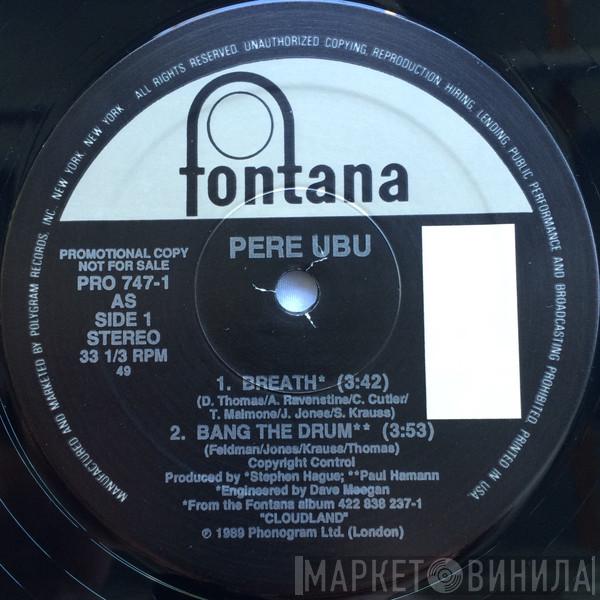 MANUFACTURED AND MARKETED BY POLYGRAM RECORDS, INC. NEW YORK, NEW YORK. ALL RIGHTS RESERVED. UNAUTHORIZED COPYING, REPRODUCTION, HIRING, LENDING, PUBLIC PERFORMANCE AND BROADCASTING PROHIBITED. PRINTED IN USA
fontana
PERE UBU
PROMOTIONAL COPY
NOT FOR SALE
PRO 747-1
AS
SIDE 1
STEREO
33 1/3 RPM
49
1. BREATH* (3:42)
(D. Thomas/A. Ravenstine/C. Cutler/
T. Maimone/J. Jones/S. Krauss)
2. BANG THE DRUM** (3:53)
(Feldman/Jones/Krauss/Thomas)
Copyright Control
Produced by *Stephen Hague; **Paul Hamann
*Engineered by Dave Meegan
*From the Fontana album 422 838 237-1
"CLOUDLAND"
℗ 1989 Phonogram Ltd. (London)
МАРКЕТ ВИНИЛА